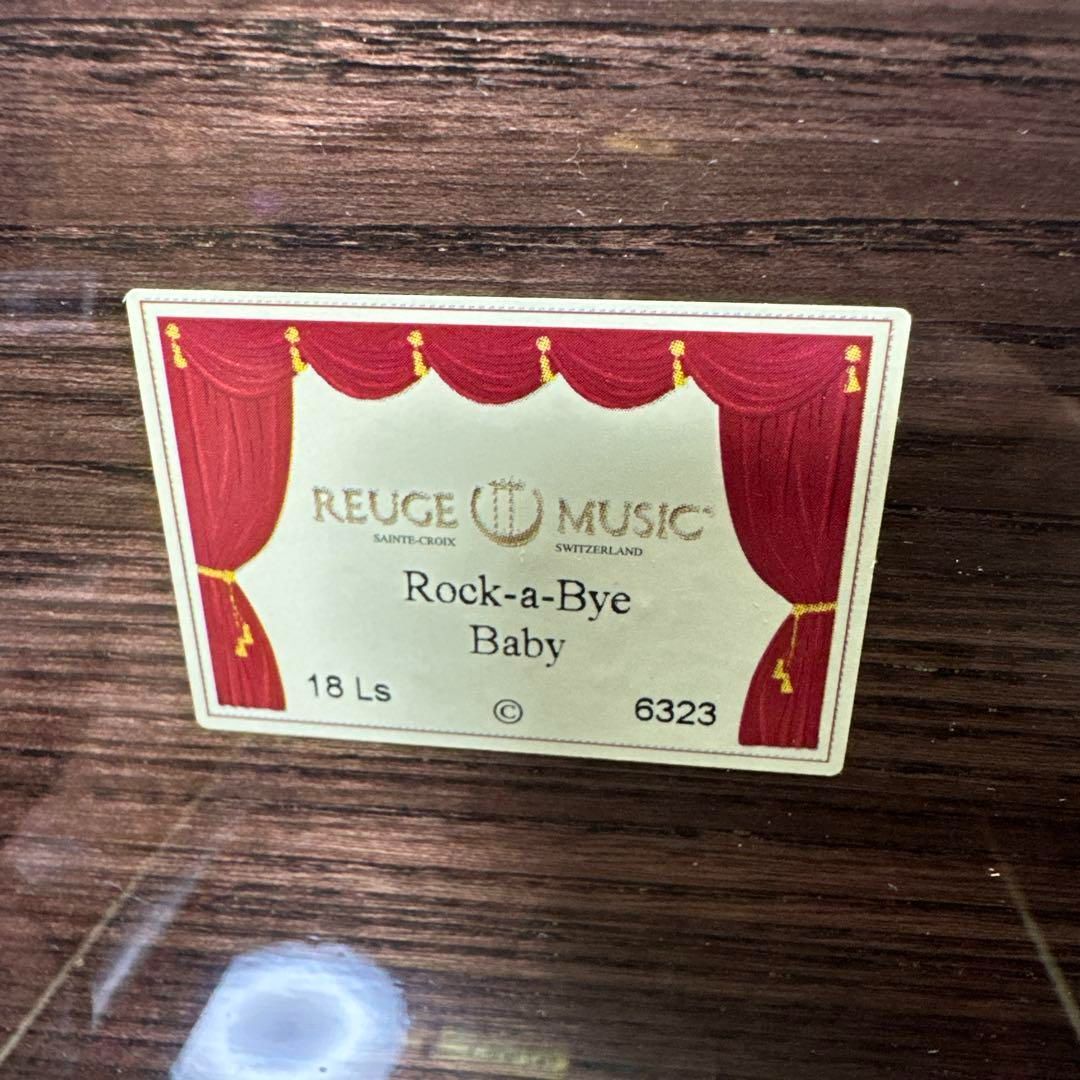 REUGE MUSIC
SAINTE-CROIX SWITZERLAND
Rock-a-Bye
Baby
18 Ls © 6323